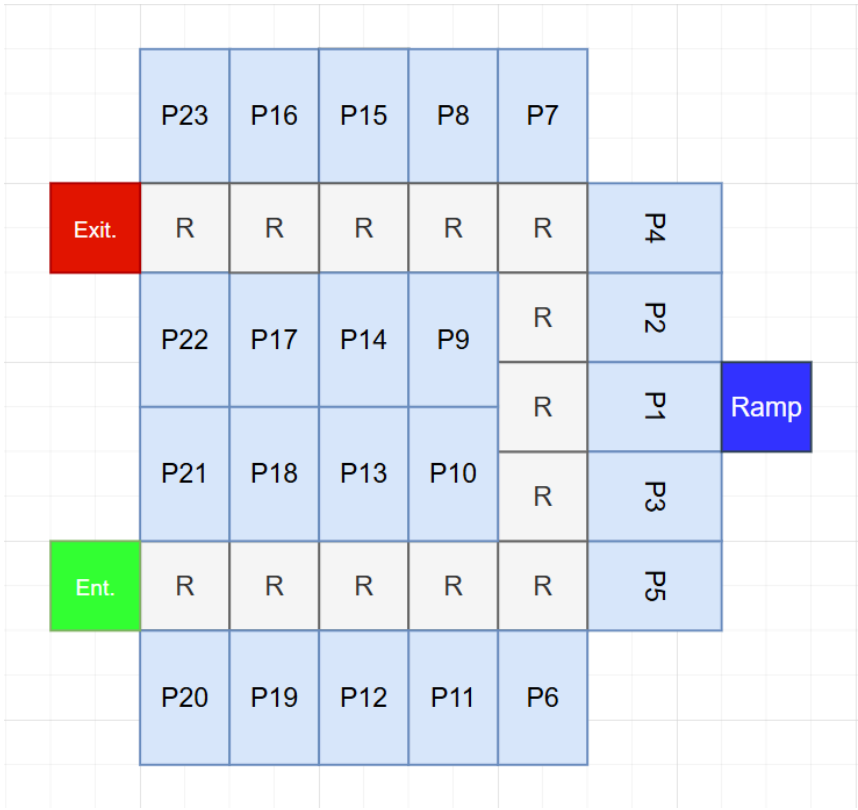 P23 P16 P15 P8 P7
Exit. R R R R R P4
P22 P17 P14 P9 R P2
R P1 Ramp
P21 P18 P13 P10 R P3
Ent. R R R R R P5
P20 P19 P12 P11 P6